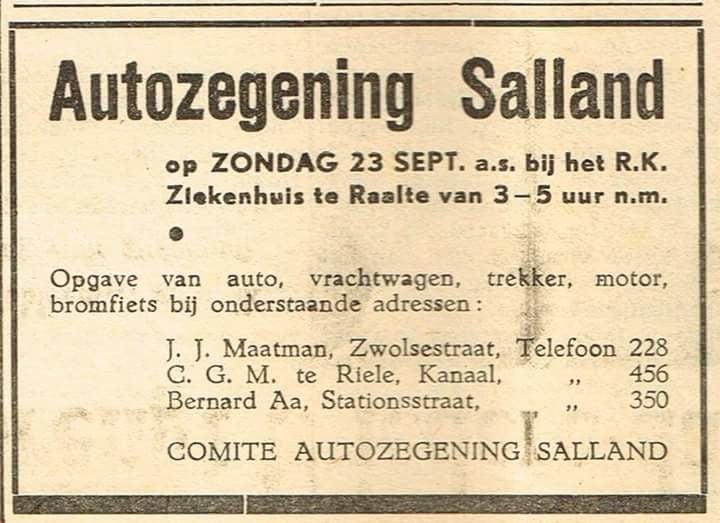 Autozegening Salland
op ZONDAG 23 SEPT. a.s. bij het R.K.
Ziekenhuis te Raalte van 3-5 uur n.m.
●
Opgave van auto, vrachtwagen, trekker, motor,
bromfiets bij onderstaande adressen:
J. J. Maatman, Zwolsestraat, Telefoon 228
C. G. M. te Riele, Kanaal, „ 456
Bernard Aa, Stationsstraat, „ 350
COMITE AUTOZEGENING SALLAND